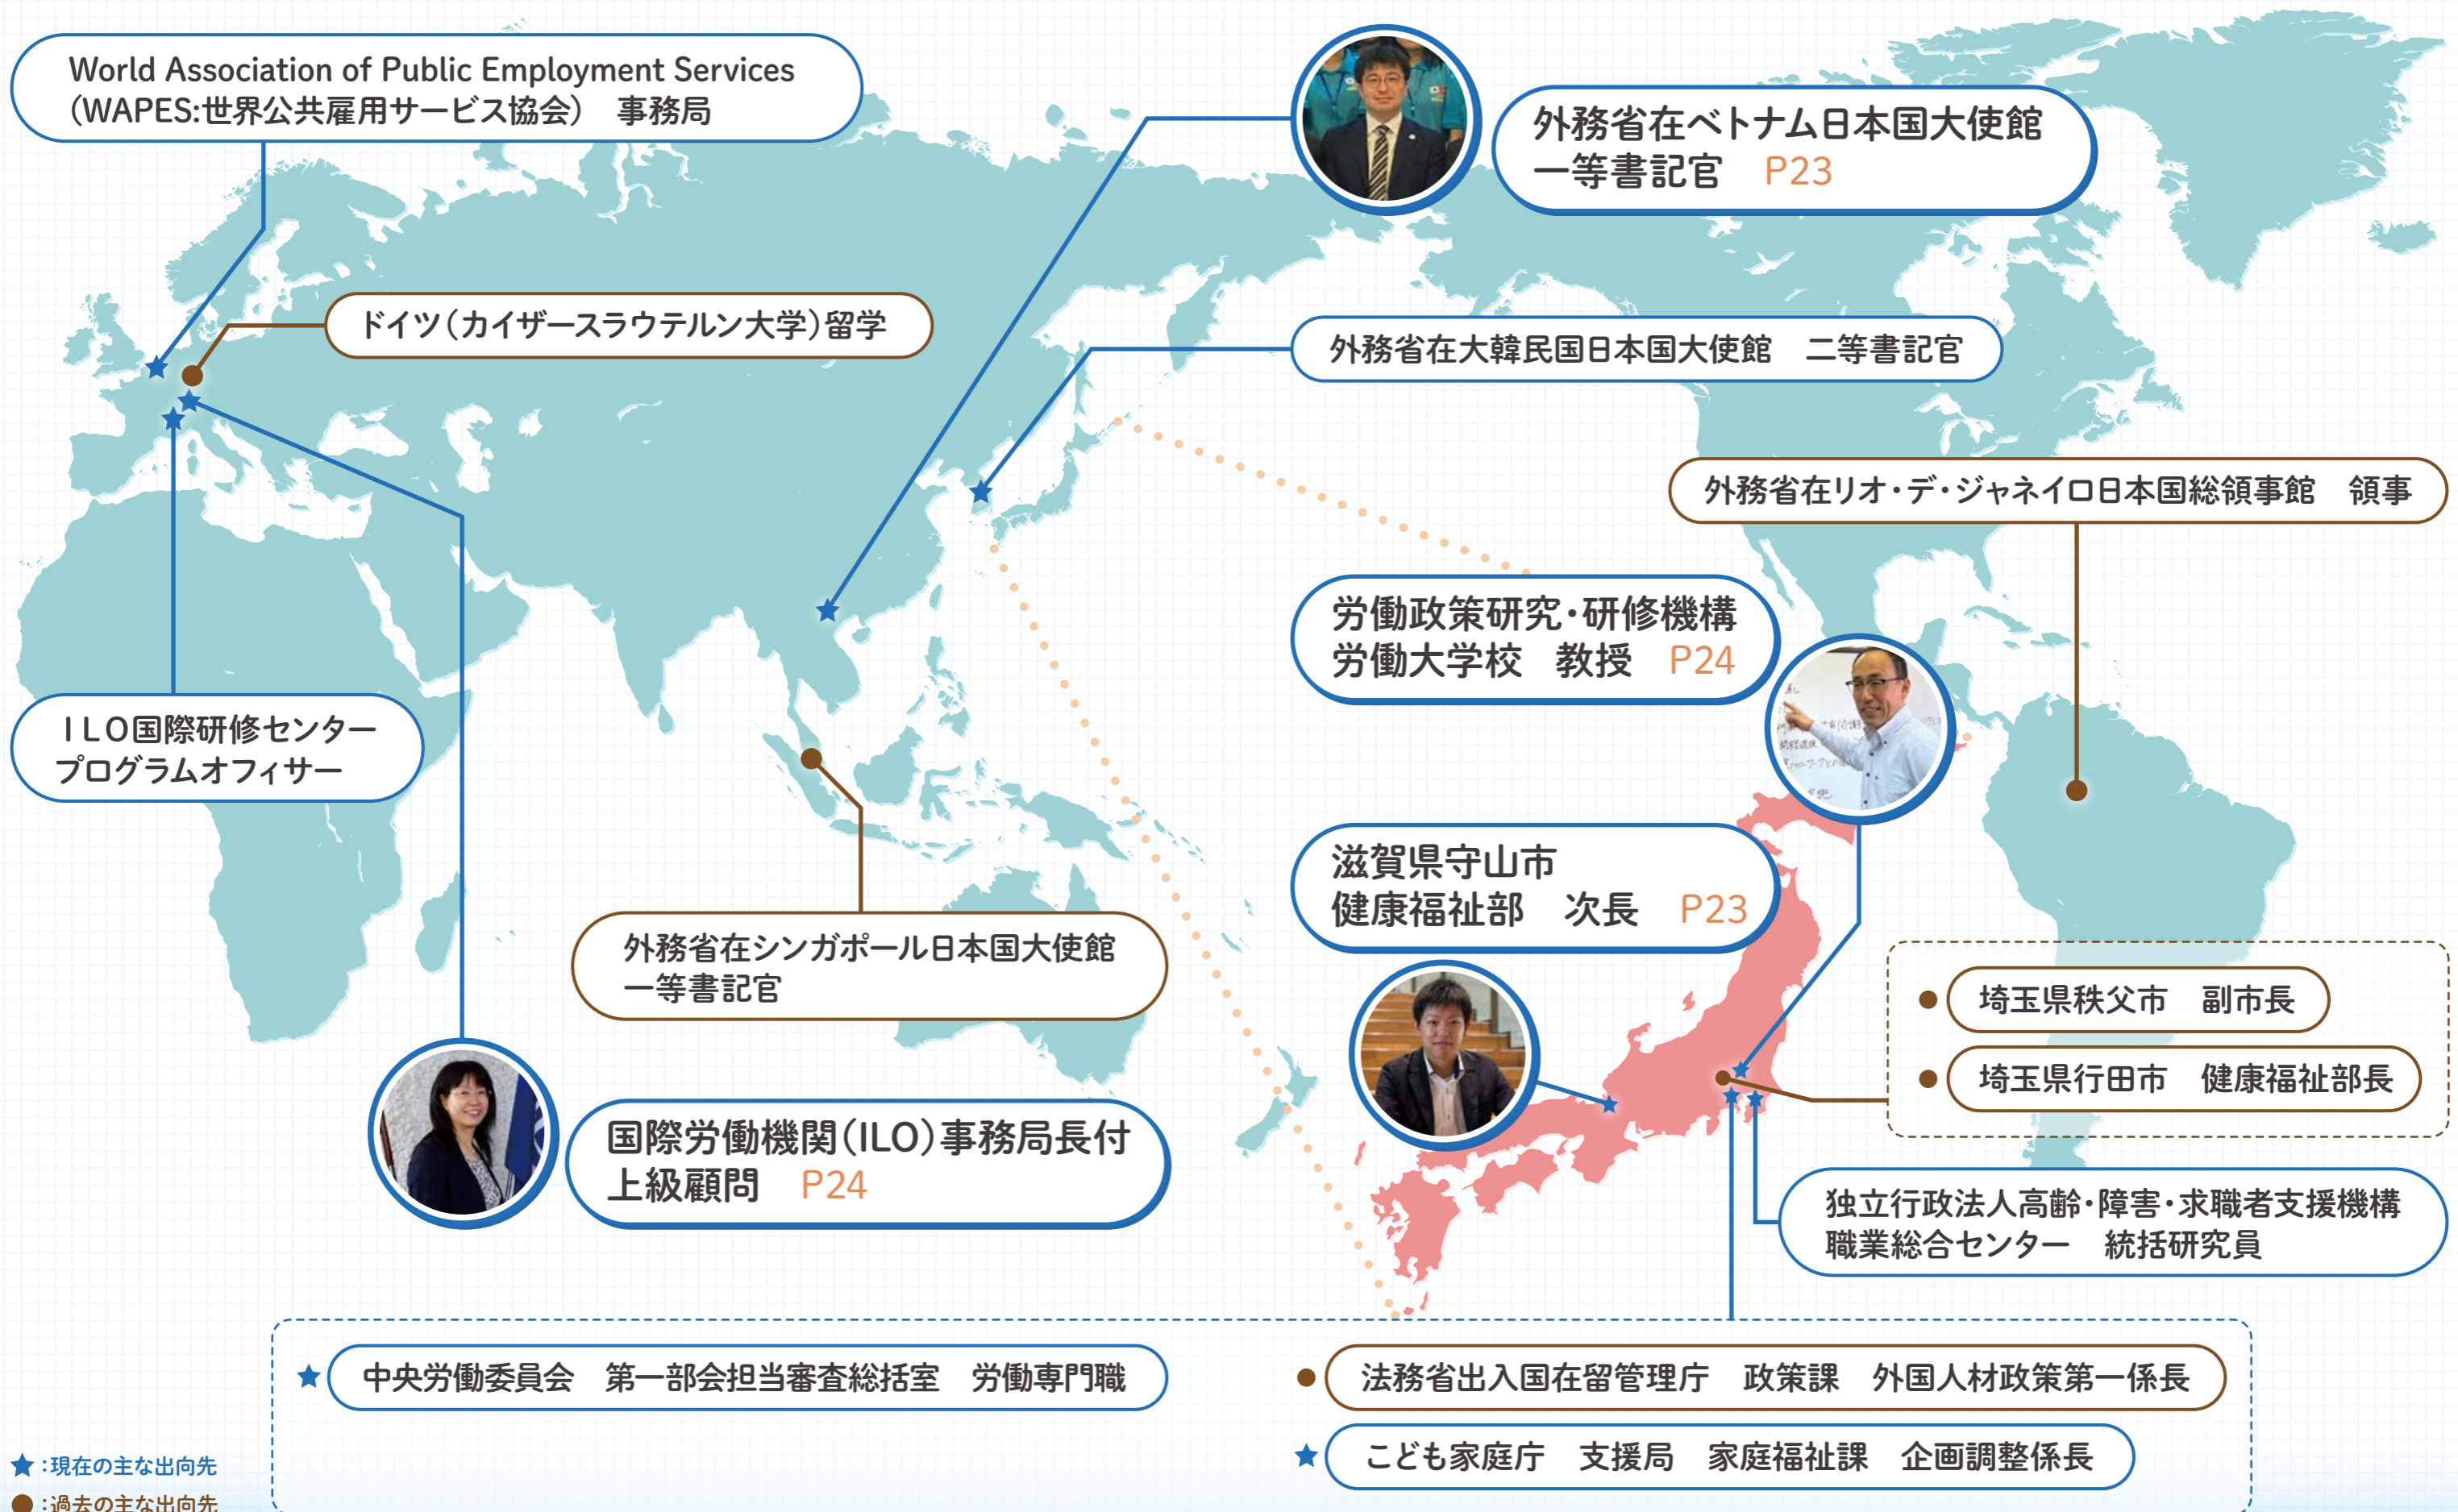 World Association of Public Employment Services
（WAPES:世界公共雇用サービス協会）　事務局
外務省在ベトナム日本国大使館
一等書記官　P23
ドイツ（カイザースラウテルン大学）留学
外務省在大韓民国日本国大使館　二等書記官
外務省在リオ・デ・ジャネイロ日本国総領事館　領事
労働政策研究・研修機構
労働大学校　教授　P24
ILO国際研修センター
プログラムオフィサー
滋賀県守山市
健康福祉部　次長　P23
外務省在シンガポール日本国大使館
一等書記官
埼玉県秩父市　副市長
埼玉県行田市　健康福祉部長
国際労働機関（ILO）事務局長付
上級顧問　P24
独立行政法人高齢・障害・求職者支援機構
職業総合センター　統括研究員
中央労働委員会　第一部会担当審査総括室　労働専門職
法務省出入国在留管理庁　政策課　外国人材政策第一係長
こども家庭庁　支援局　家庭福祉課　企画調整係長
★：現在の主な出向先
●：過去の主な出向先